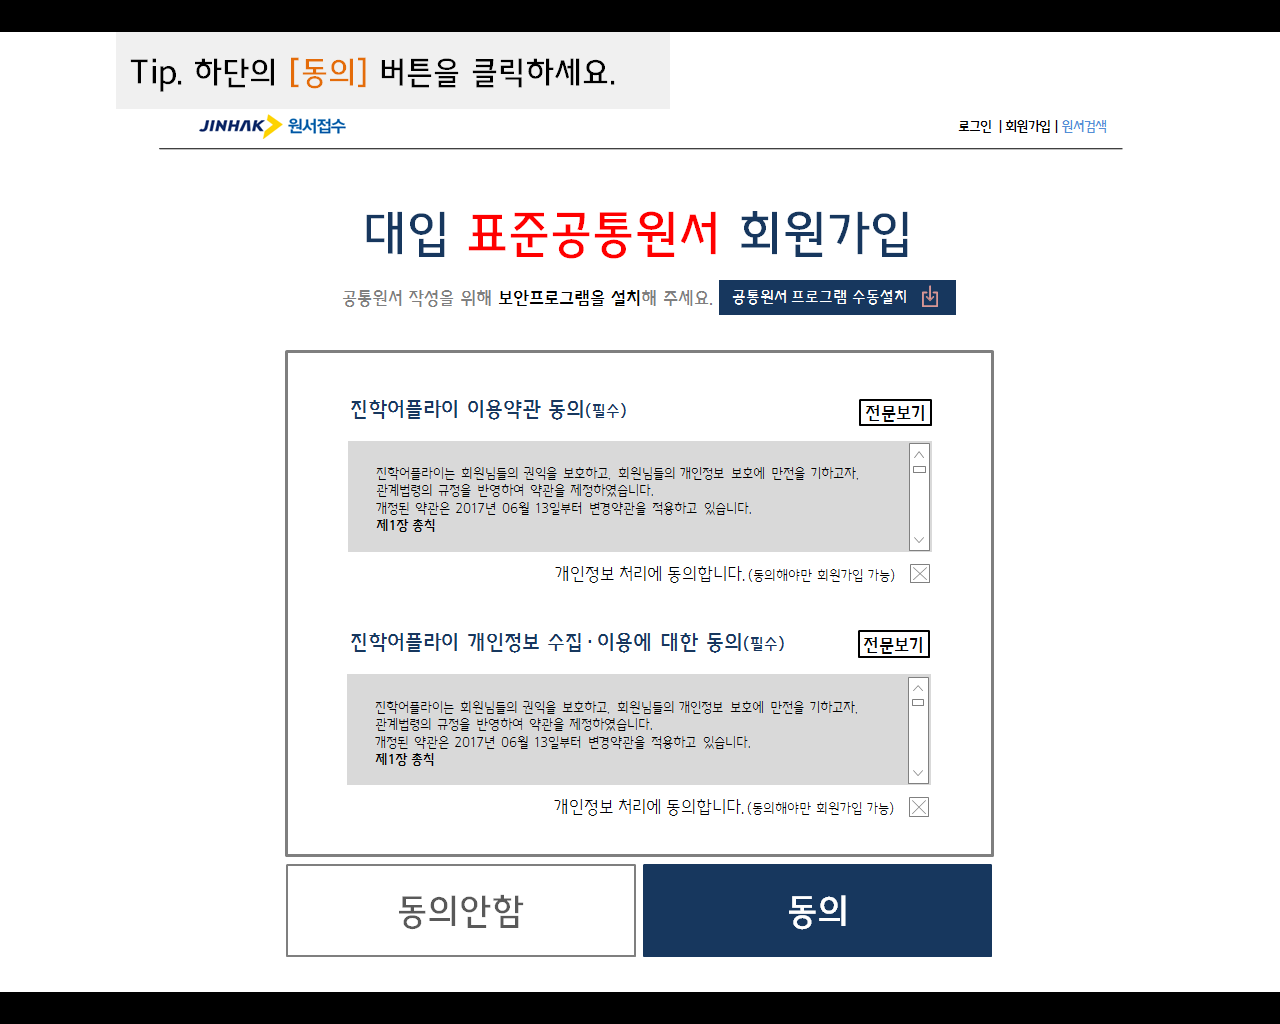 Tip. 하단의 [동의] 버튼을 클릭하세요.
JINHAK 원서접수
로그인 | 회원가입 | 원서검색
대입 표준공통원서 회원가입
공통원서 작성을 위해 보안프로그램을 설치해 주세요. 공통원서 프로그램 수동설치
진학어플라이 이용약관 동의(필수)
전문보기
진학어플라이는 회원님들의 권익을 보호하고, 회원님들의 개인정보 보호에 만전을 기하고자,
관계법령의 규정을 반영하여 약관을 제정하였습니다.
개정된 약관은 2017년 06월 13일부터 변경약관을 적용하고 있습니다.
제1장 총칙
개인정보 처리에 동의합니다.(동의해야만 회원가입 가능)
진학어플라이 개인정보 수집·이용에 대한 동의(필수)
전문보기
진학어플라이는 회원님들의 권익을 보호하고, 회원님들의 개인정보 보호에 만전을 기하고자,
관계법령의 규정을 반영하여 약관을 제정하였습니다.
개정된 약관은 2017년 06월 13일부터 변경약관을 적용하고 있습니다.
제1장 총칙
개인정보 처리에 동의합니다.(동의해야만 회원가입 가능)
동의안함
동의